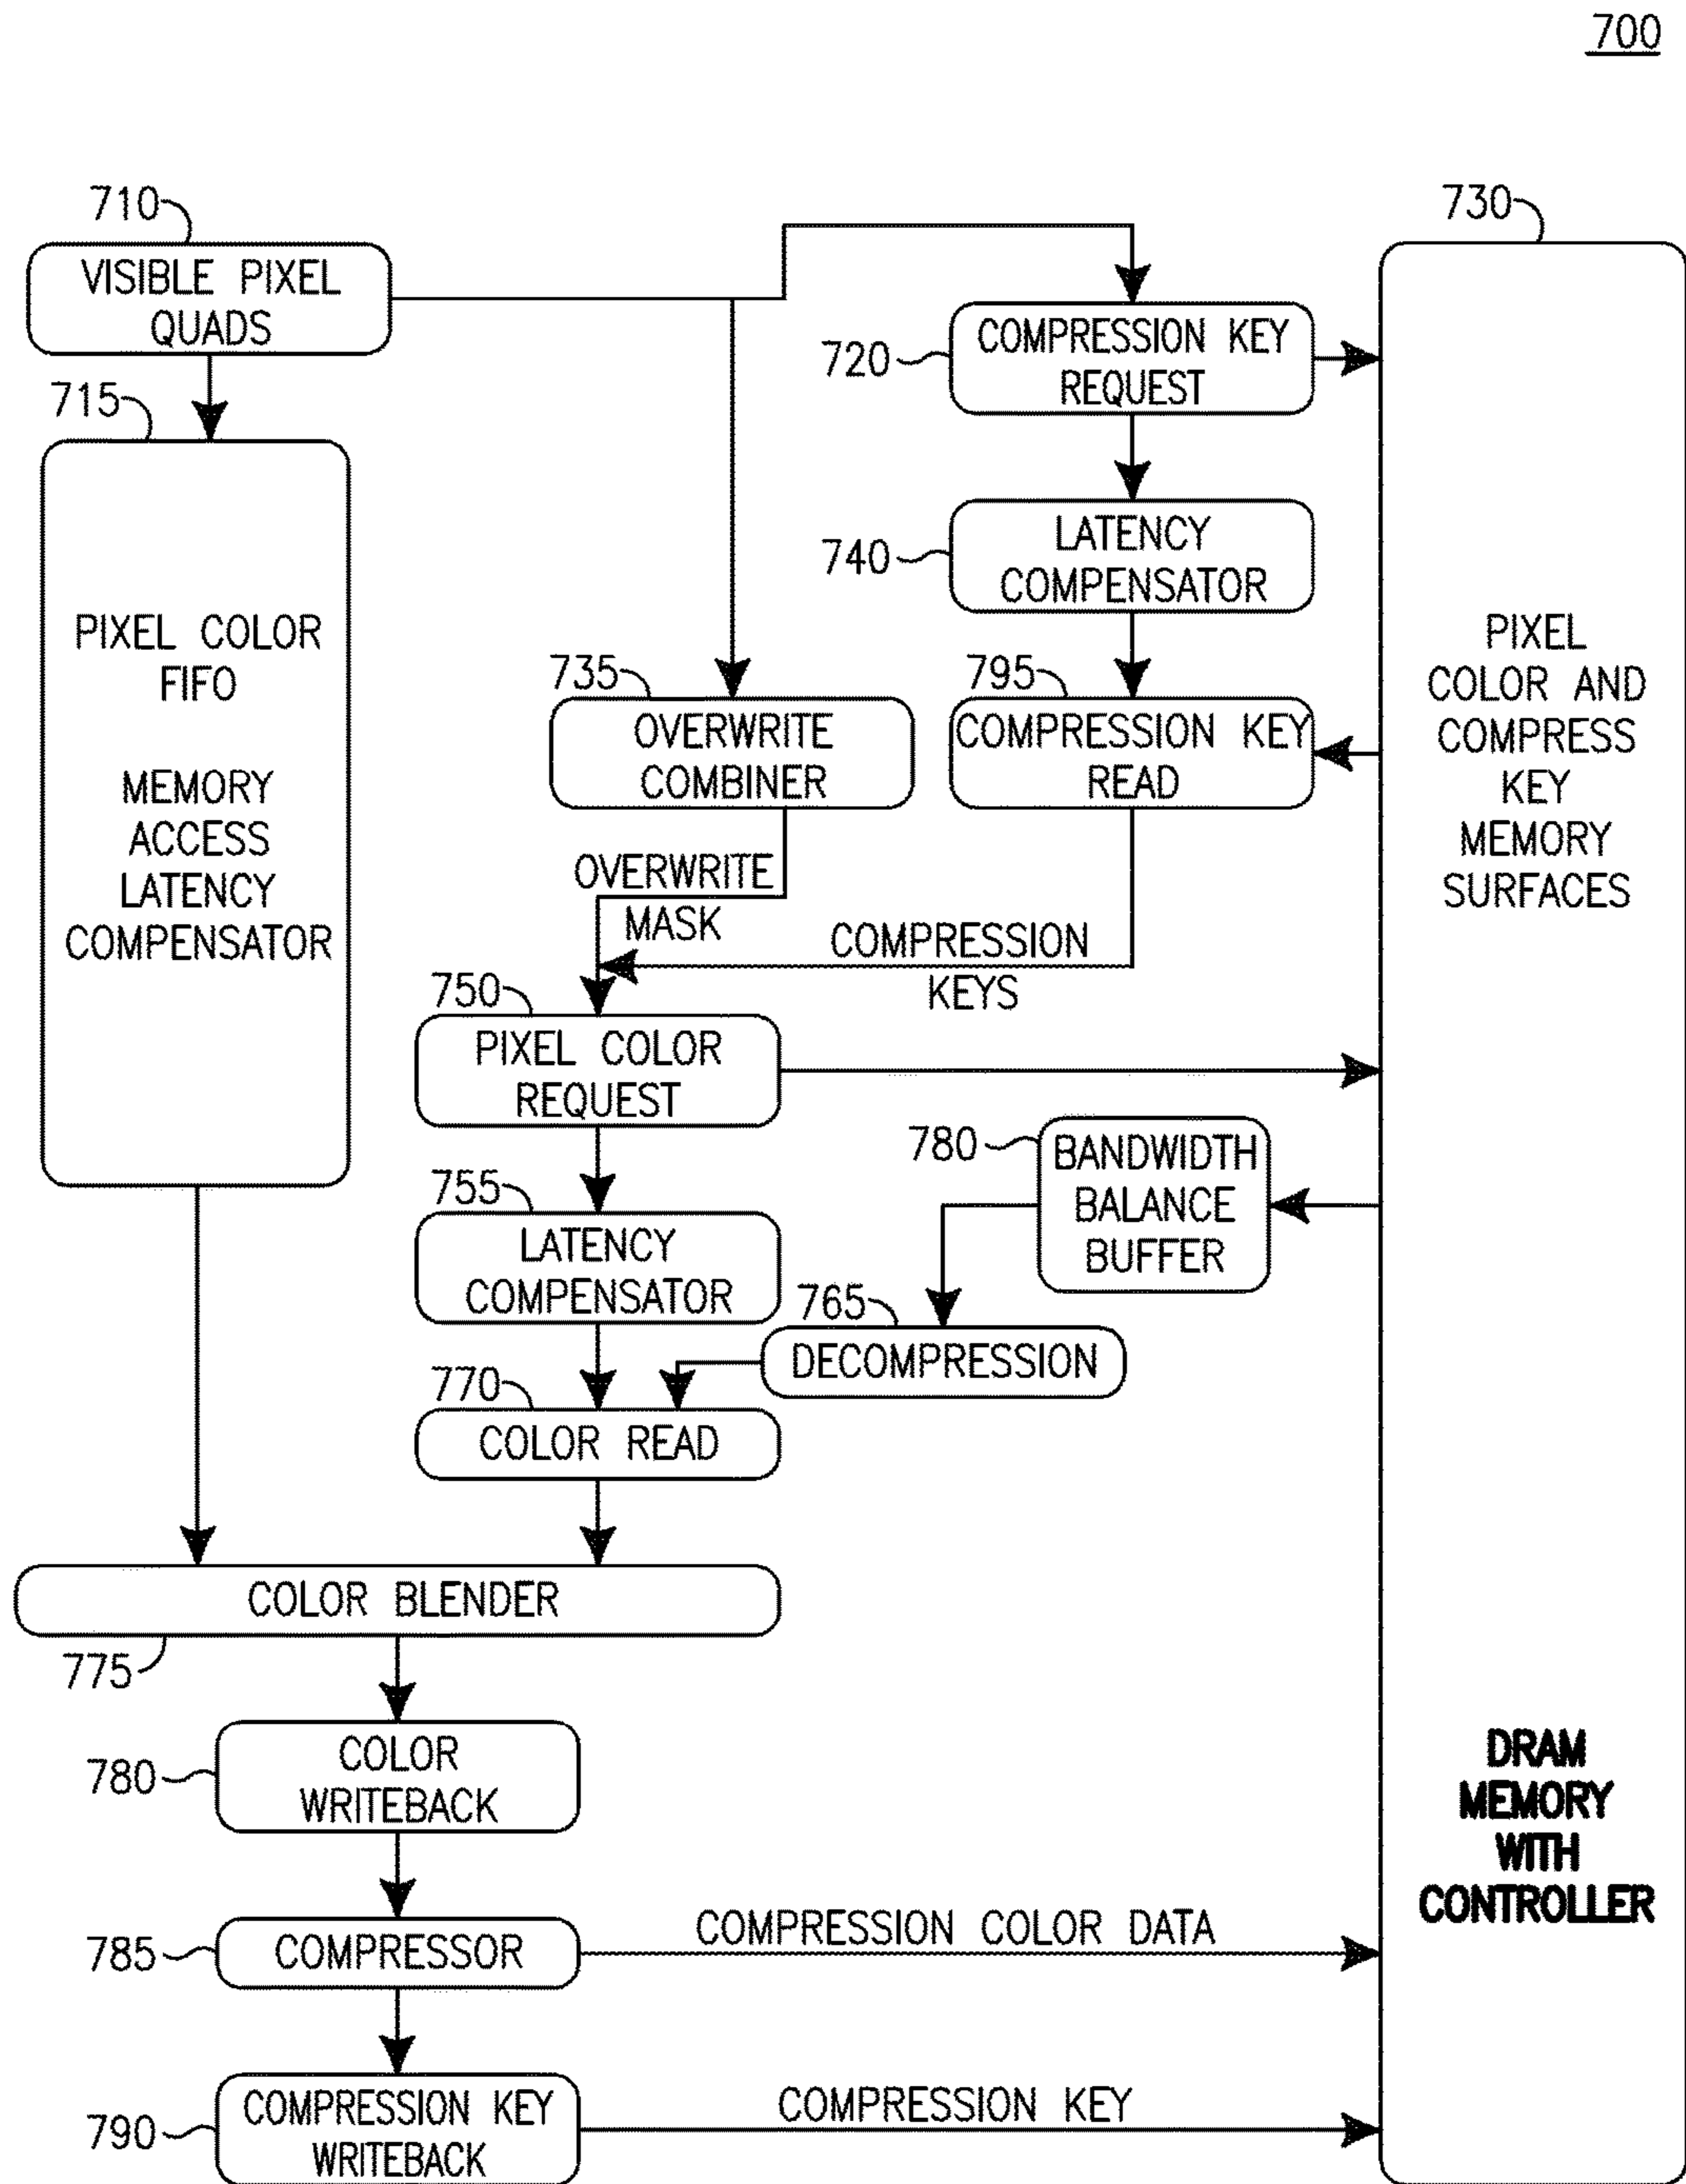 700
710
VISIBLE PIXEL
QUADS
715
PIXEL COLOR
FIFO
MEMORY
ACCESS
LATENCY
COMPENSATOR
720
COMPRESSION KEY
REQUEST
740
LATENCY
COMPENSATOR
735
OVERWRITE
COMBINER
795
COMPRESSION KEY
READ
OVERWRITE
MASK
COMPRESSION
KEYS
730
PIXEL
COLOR AND
COMPRESS
KEY
MEMORY
SURFACES
DRAM
MEMORY
WITH
CONTROLLER
750
PIXEL COLOR
REQUEST
780
BANDWIDTH
BALANCE
BUFFER
755
LATENCY
COMPENSATOR
765
DECOMPRESSION
770
COLOR READ
COLOR BLENDER
775
780
COLOR
WRITEBACK
785
COMPRESSOR
COMPRESSION COLOR DATA
790
COMPRESSION KEY
WRITEBACK
COMPRESSION KEY